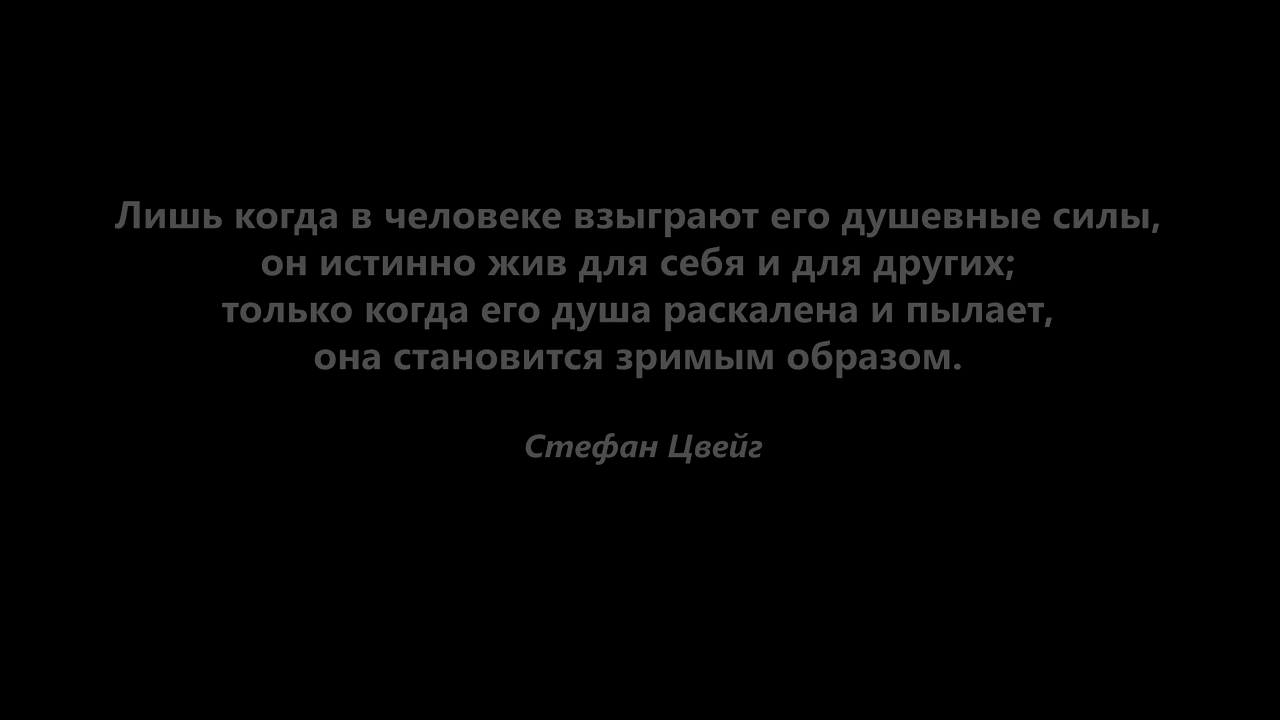 Лишь когда в человеке взыграют его душевные силы,
он истинно жив для себя и для других;
только когда его душа раскалена и пылает,
она становится зримым образом.
Стефан Цвейг